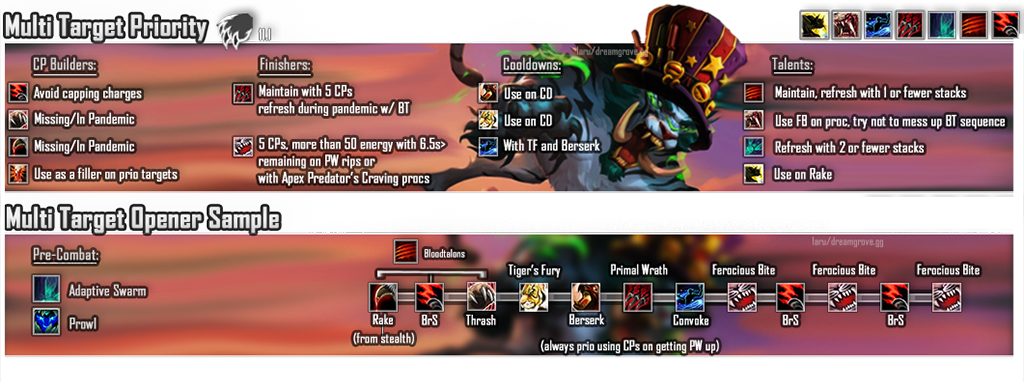 Multi Target Priority 11.1
laru/dreamgrove
CP Builders:
Avoid capping charges
Missing/In Pandemic
Missing/In Pandemic
Use as a filler on prio targets
Finishers:
Maintain with 5 CPs
refresh during pandemic w/ BT
5 CPs, more than 50 energy with 6.5s>
remaining on PW rips or
with Apex Predator's Craving procs
Cooldowns:
Use on CD
Use on CD
With TF and Berserk
Talents:
Maintain, refresh with 1 or fewer stacks
Use FB on proc, try not to mess up BT sequence
Refresh with 2 or fewer stacks
Use on Rake
Multi Target Opener Sample
laru/dreamgrove.gg
Pre-Combat:
Adaptive Swarm
Prowl
Bloodtalons
Tiger's Fury
Primal Wrath
Ferocious Bite
Ferocious Bite
Ferocious Bite
Rake
(from stealth)
BrS
Thrash
Berserk
Convoke
BrS
BrS
(always prio using CPs on getting PW up)